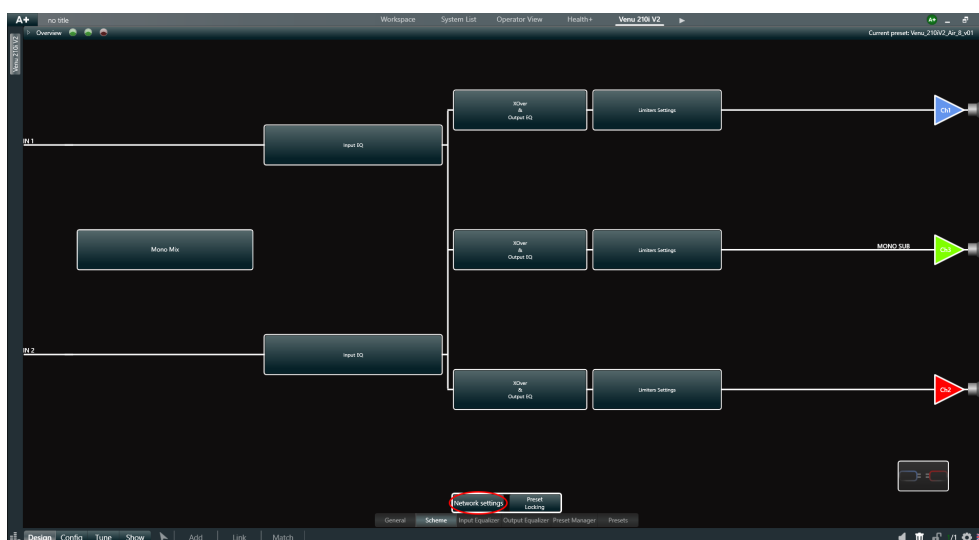 A+ no title Workspace System List Operator View Health+ Venu 210i V2 A+
Overview Current preset: Venu_210iV2_Air_8_v01
Venu 210i V2
XOver
&
Output EQ
Limiters Settings
Ch1
IN 1
Input EQ
Mono Mix
XOver
&
Output EQ
Limiters Settings
MONO SUB
Ch3
IN 2
Input EQ
XOver
&
Output EQ
Limiters Settings
Ch2
Network settings
Preset
Locking
General Scheme Input Equalizer Output Equalizer Preset Manager Presets
Design Config Tune Show Add Link Match /1